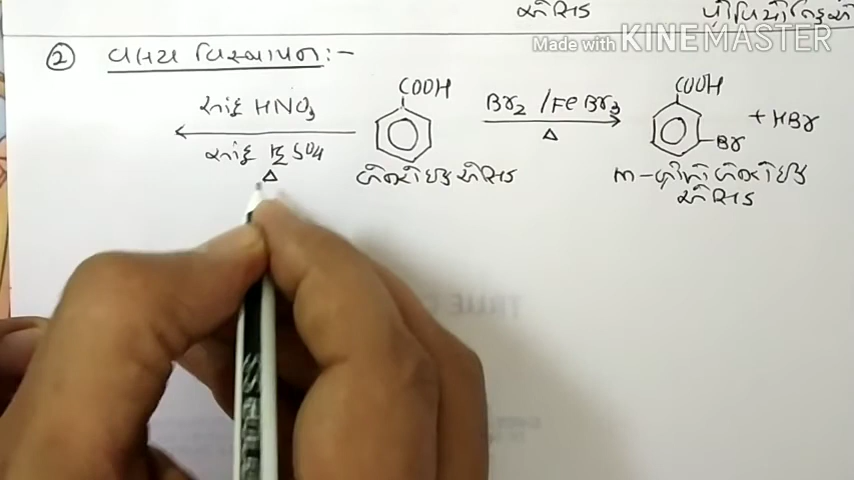 એસિડ
Made with KINEMASTER
② વલય વિસ્થાપન :-
સાંદ્ર HNO₃
સાંદ્ર H₂SO₄
Δ
COOH
બેન્ઝોઇક એસિડ
Br₂ / FeBr₃
Δ
COOH
Br
+ HBr
m-બ્રોમો બેન્ઝોઇક
એસિડ